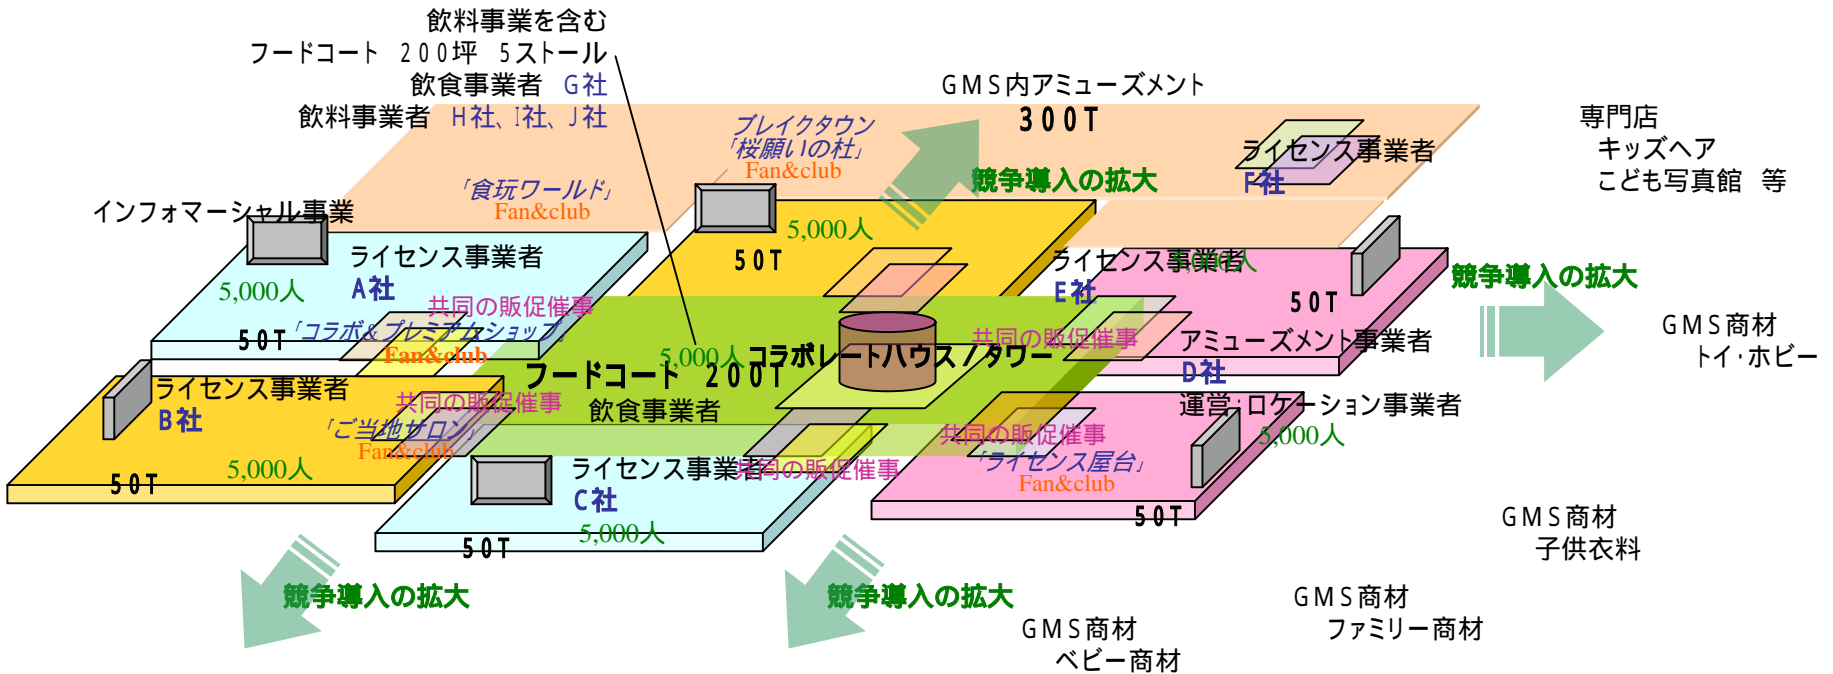 飲料事業を含む
フードコート 200坪 5ストール
飲食事業者 G社
飲料事業者 H社、I社、J社
GMS内アミューズメント
300T
専門店
キッズヘア
こども写真館 等
ブレイクタウン
「桜願いの杜」
Fan&club
ライセンス事業者
F社
競争導入の拡大
「食玩ワールド」
Fan&club
インフォマーシャル事業
5,000人
50T
ライセンス事業者
A社
5,000人
50T
共同の販促催事
「コラボ&プレミアムショップ」
Fan&club
ライセンス事業者
E社
5,000人
50T
競争導入の拡大
共同の販促催事
アミューズメント事業者
D社
運営・ロケーション事業者
5,000人
GMS商材
トイ・ホビー
5,000人
コラボレートハウス/タワー
フードコート 200T
飲食事業者
ライセンス事業者
B社
共同の販促催事
「ご当地サロン」
Fan&club
5,000人
50T
ライセンス事業者
C社
共同の販促催事
5,000人
50T
共同の販促催事
「ライセンス屋台」
Fan&club
50T
GMS商材
子供衣料
競争導入の拡大
競争導入の拡大
GMS商材
ファミリー商材
GMS商材
ベビー商材